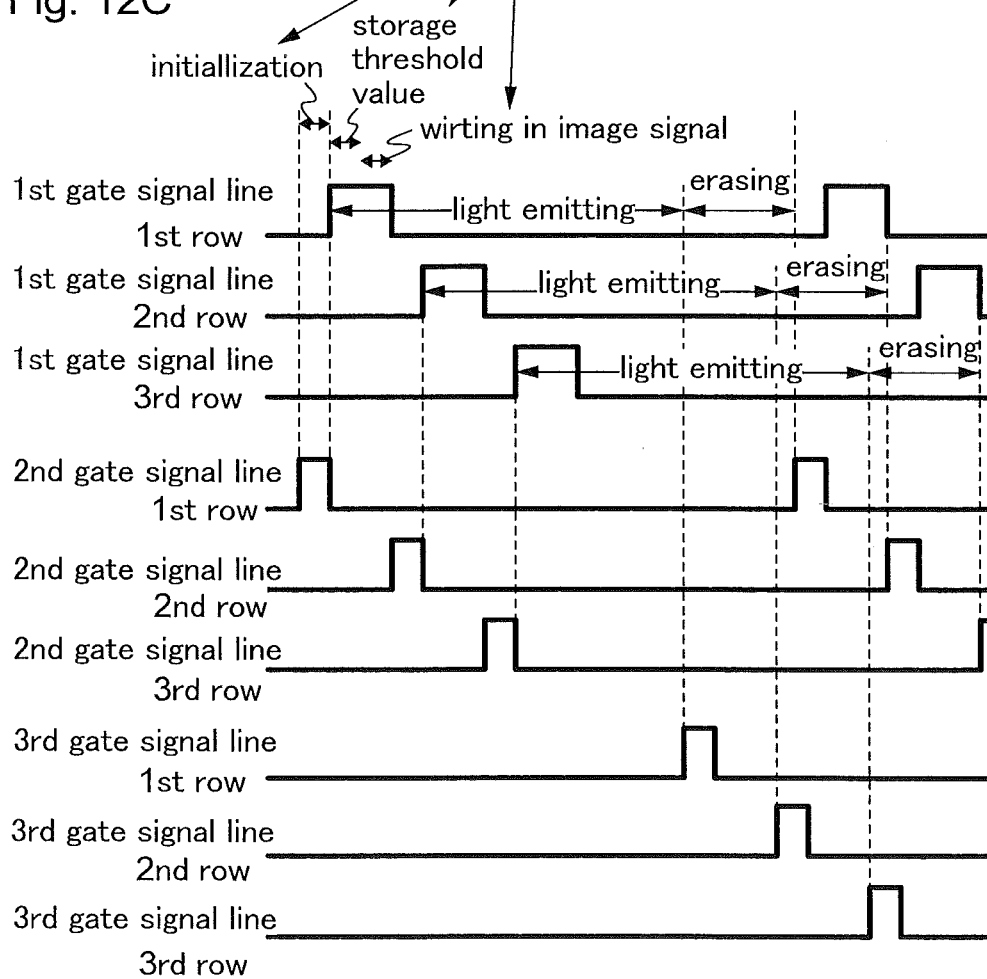 Fig. 12C
storage
threshold
value
initiallization
wirting in image signal
1st gate signal line
1st row
light emitting
erasing
1st gate signal line
2nd row
light emitting
erasing
1st gate signal line
3rd row
light emitting
erasing
2nd gate signal line
1st row
2nd gate signal line
2nd row
2nd gate signal line
3rd row
3rd gate signal line
1st row
3rd gate signal line
2nd row
3rd gate signal line
3rd row